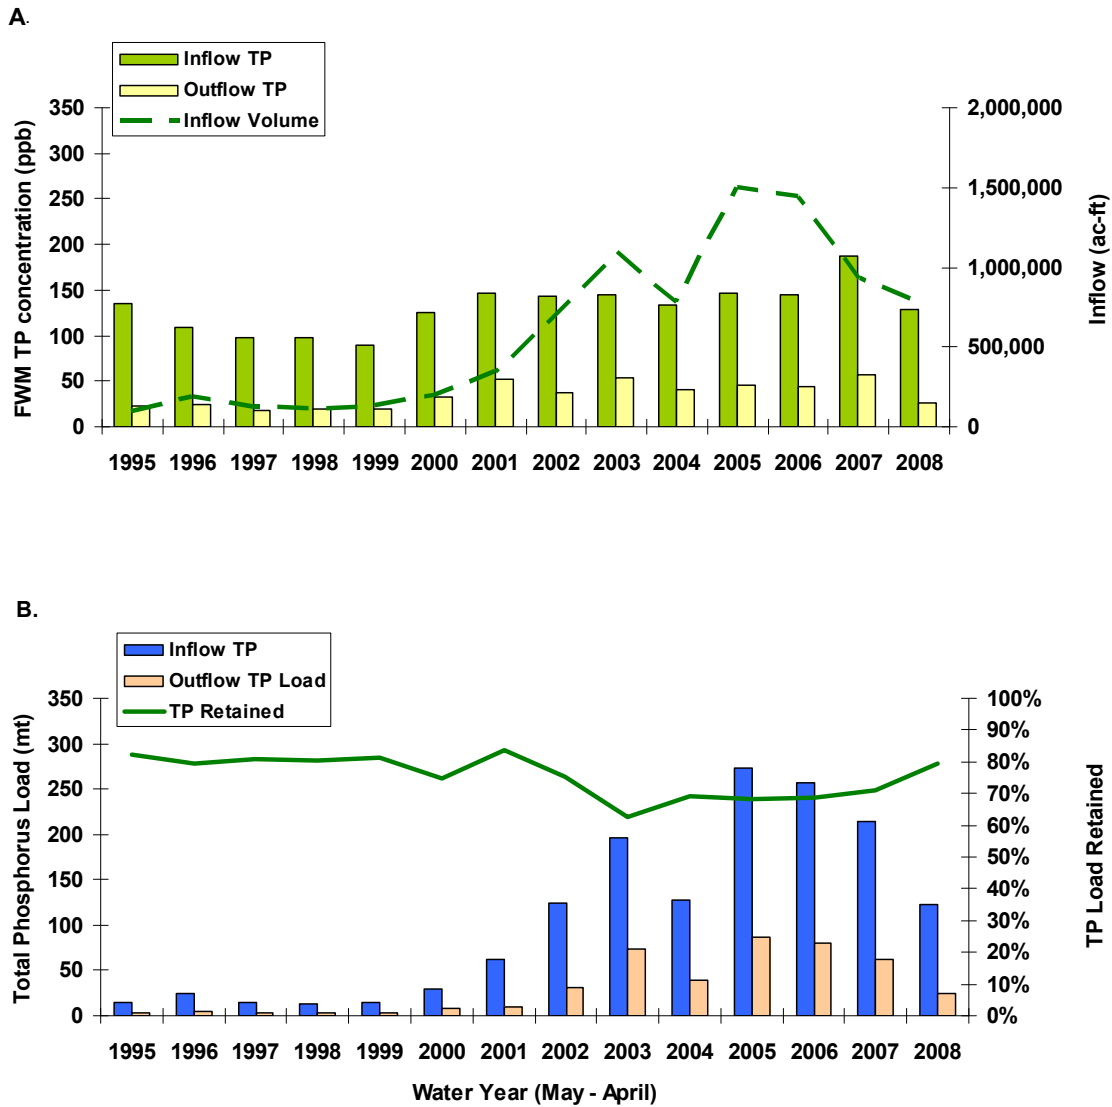 A.
Inflow TP
Outflow TP
Inflow Volume
FWM TP concentration (ppb)
350
300
250
200
150
100
50
0
2,000,000
1,500,000
1,000,000
500,000
0
Inflow (ac-ft)
1995 1996 1997 1998 1999 2000 2001 2002 2003 2004 2005 2006 2007 2008
B.
Inflow TP
Outflow TP Load
TP Retained
Total Phosphorus Load (mt)
350
300
250
200
150
100
50
0
100%
90%
80%
70%
60%
50%
40%
30%
20%
10%
0%
TP Load Retained
1995 1996 1997 1998 1999 2000 2001 2002 2003 2004 2005 2006 2007 2008
Water Year (May - April)